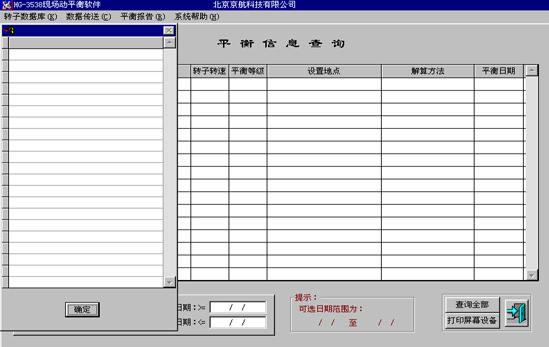 MG-3538现场动平衡软件 北京京航科技有限公司
转子数据库(K) 数据传送(C) 平衡报告(R) 系统帮助(H)
平 衡 信 息 查 询
转子转速 平衡等级 设置地点 解算方法 平衡日期
确定
日期:>= / /
日期:<= / /
提示:
可选日期范围为:
/ / 至 / /
查询全部
打印屏幕设备